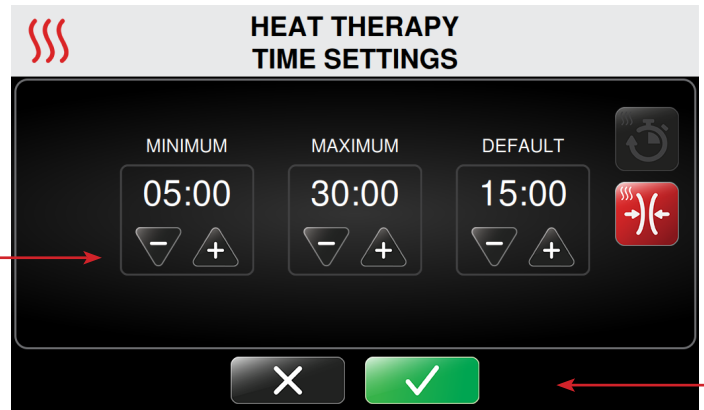 HEAT THERAPY
TIME SETTINGS
MINIMUM MAXIMUM DEFAULT
05:00 30:00 15:00
- + - + - +